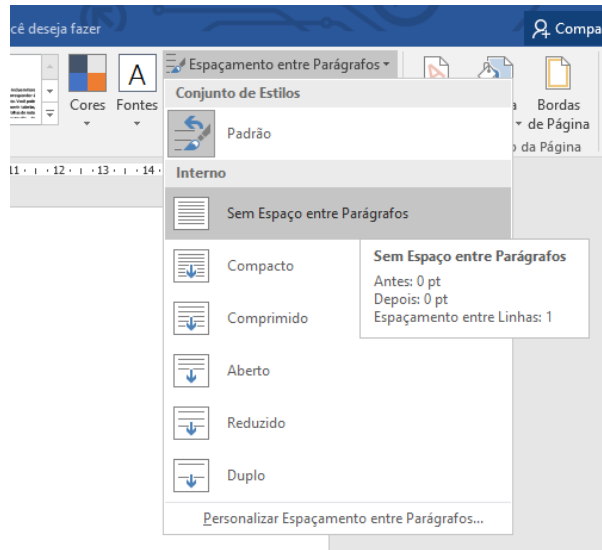 cê deseja fazer
Compa
Espaçamento entre Parágrafos
Cores
Fontes
Bordas
de Página
da Página
Conjunto de Estilos
Padrão
11 · 12 · 13 · 14
Interno
Sem Espaço entre Parágrafos
Compacto
Sem Espaço entre Parágrafos
Antes: 0 pt
Depois: 0 pt
Espaçamento entre Linhas: 1
Comprimido
Aberto
Reduzido
Duplo
Personalizar Espaçamento entre Parágrafos...